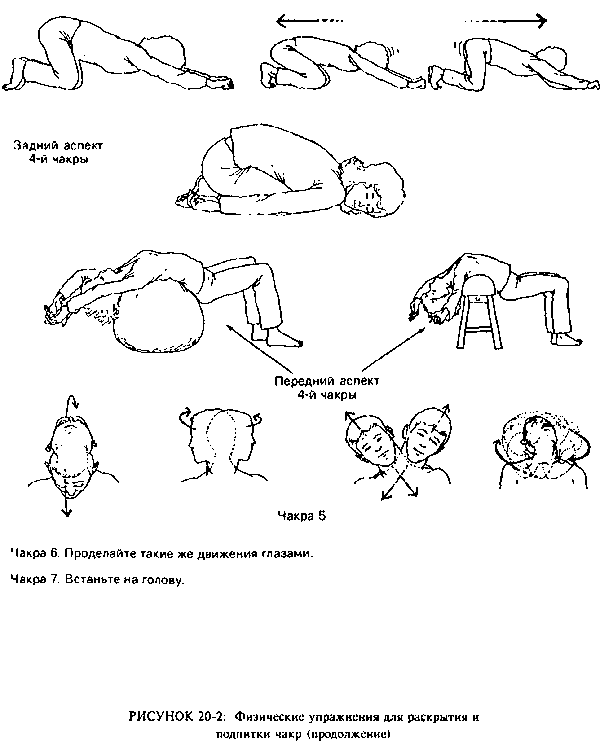 Задний аспект
4-й чакры
Передний аспект
4-й чакры
Чакра 5
Чакра 6. Проделайте такие же движения глазами.
Чакра 7. Встаньте на голову.
РИСУНОК 20-2: Физические упражнения для раскрытия и
подпитки чакр (продолжение)